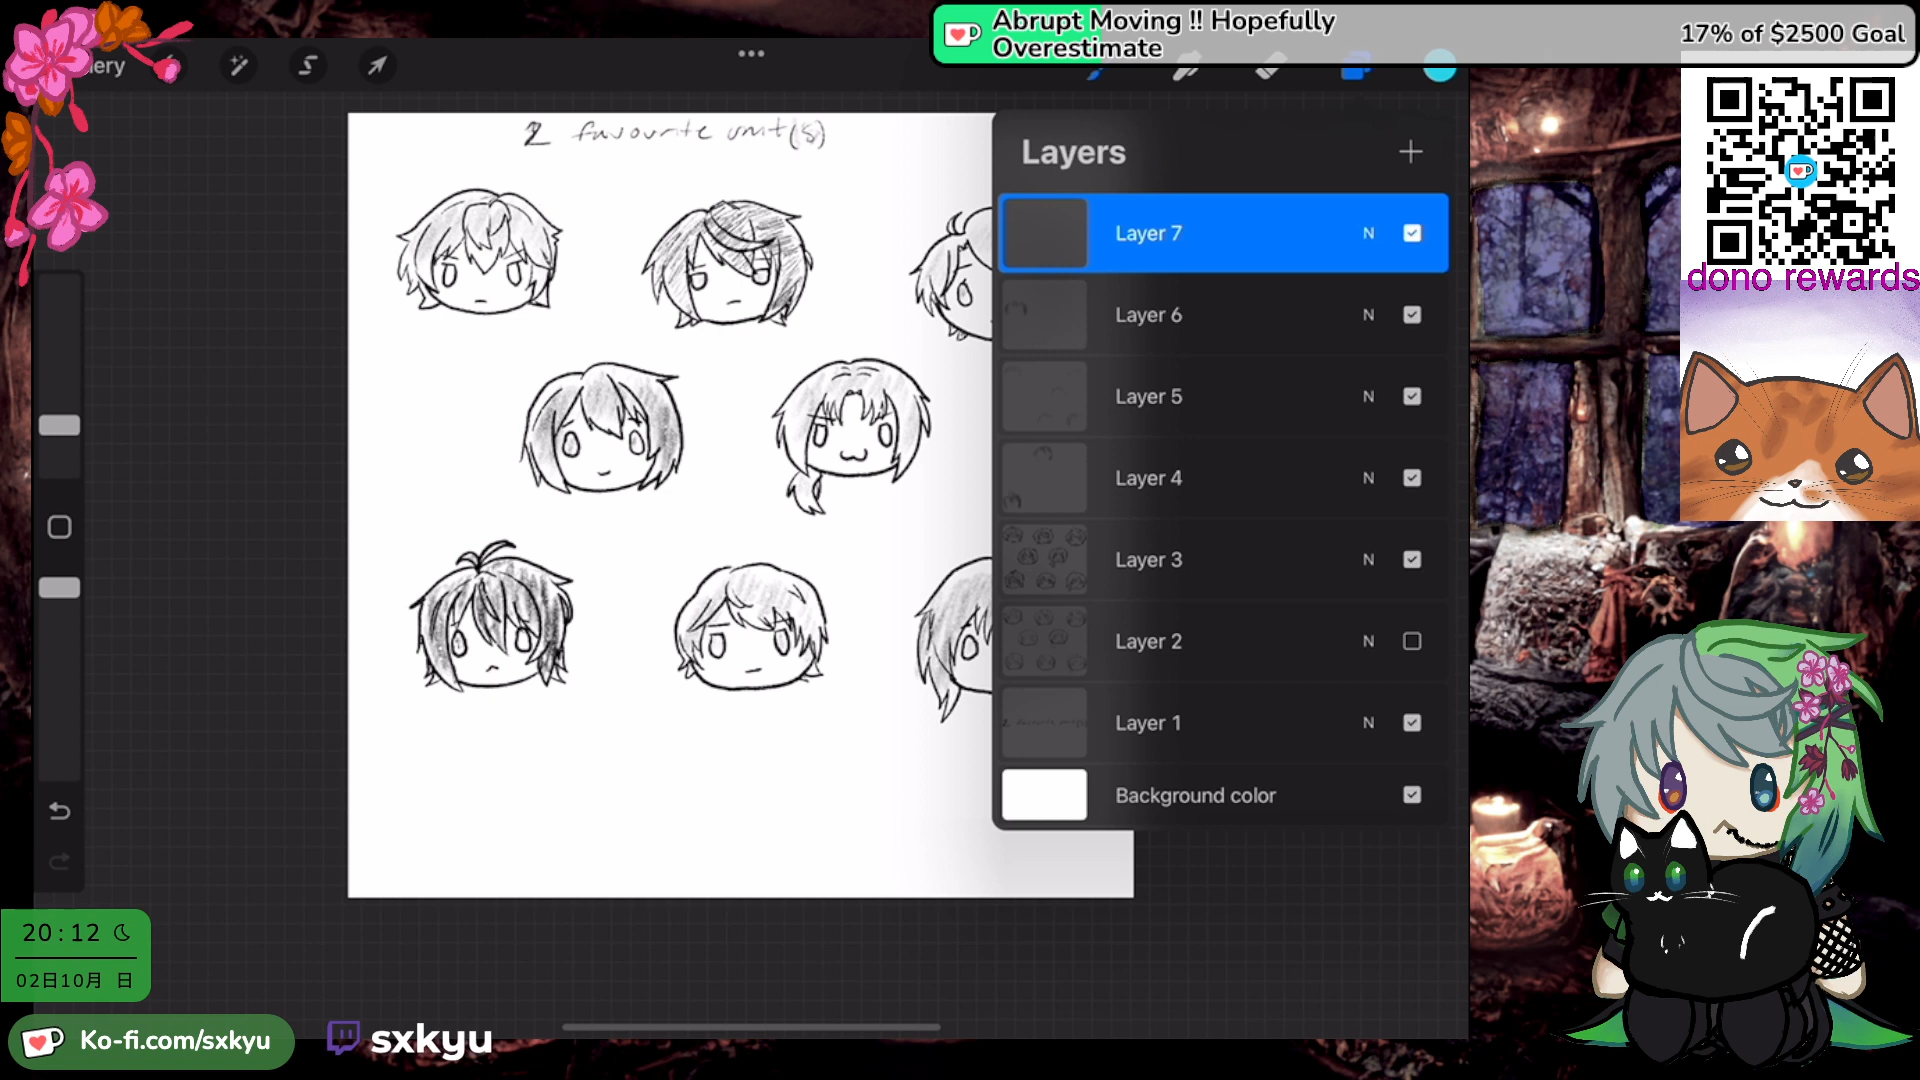 Abrupt Moving !! Hopefully
Overestimate
17% of $2500 Goal
2 favourite unit(s)
Layers
Layer 7 N
Layer 6 N
Layer 5 N
Layer 4 N
Layer 3 N
Layer 2 N
Layer 1 N
Background color
dono rewards
20:12
02日10月 日
Ko-fi.com/sxkyu
sxkyu